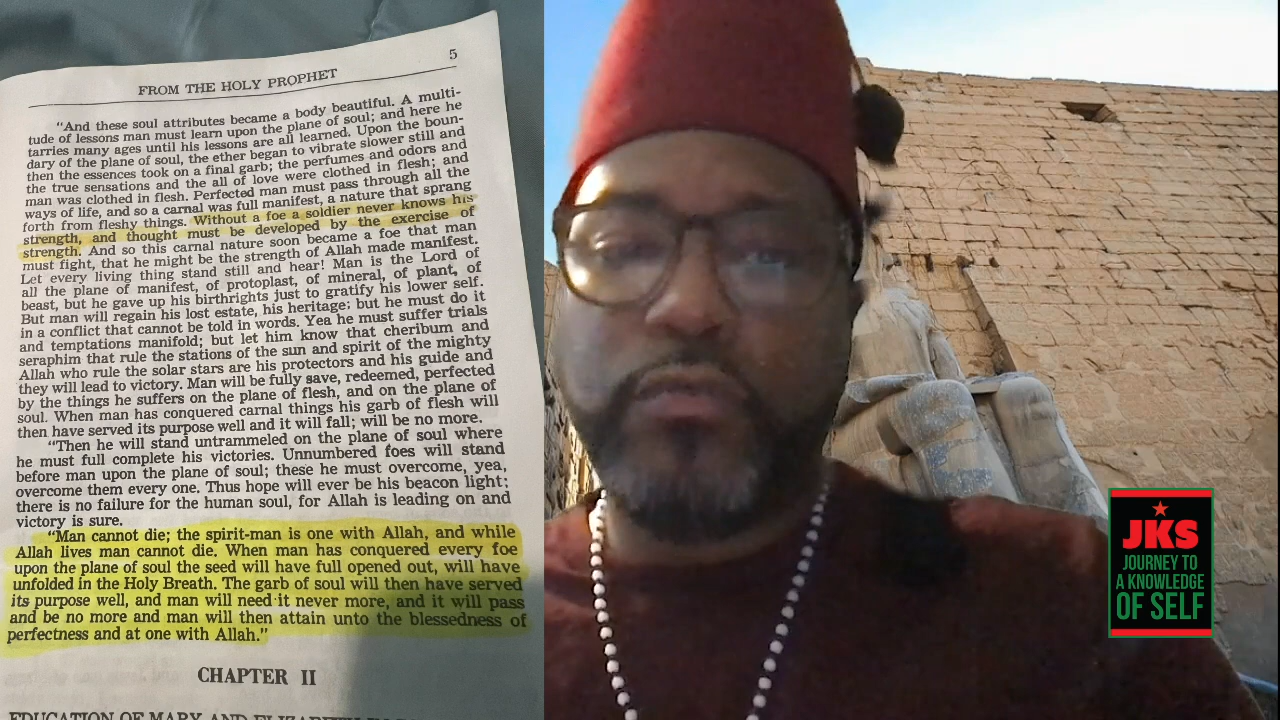 5
FROM THE HOLY PROPHET
"And these soul attributes became a body beautiful. A multi-
tude of lessons man must learn upon the plane of soul; and here he
tarries many ages until his lessons are all learned. Upon the boun-
dary of the plane of soul, the ether began to vibrate slower still and
then the essences took on a final garb; the perfumes and odors and
the true sensations and the all of love were clothed in flesh; and
man was clothed in flesh. Perfected man must pass through all the
ways of life, and so a carnal was full manifest, a nature that sprang
forth from fleshy things. Without a foe a soldier never knows his
strength, and thought must be developed by the exercise of
strength. And so this carnal nature soon became a foe that man
must fight, that he might be the strength of Allah made manifest.
Let every living thing stand still and hear! Man is the Lord of
all the plane of manifest, of protoplast, of mineral, of plant, of
beast, but he gave up his birthrights just to gratify his lower self.
But man will regain his lost estate, his heritage: but he must do it
in a conflict that cannot be told in words. Yea he must suffer trials
and temptations manifold; but let him know that cheribum and
seraphim that rule the stations of the sun and spirit of the mighty
Allah who rule the solar stars are his protectors and his guide and
they will lead to victory. Man will be fully save, redeemed, perfected
by the things he suffers on the plane of flesh, and on the plane of
soul. When man has conquered carnal things his garb of flesh will
then have served its purpose well and it will fall; will be no more.
"Then he will stand untrammeled on the plane of soul where
he must full complete his victories. Unnumbered foes will stand
before man upon the plane of soul; these he must overcome, yea,
overcome them every one. Thus hope will ever be his beacon light;
there is no failure for the human soul, for Allah is leading on and
victory is sure.
"Man cannot die; the spirit-man is one with Allah, and while
Allah lives man cannot die. When man has conquered every foe
upon the plane of soul the seed will have full opened out, will have
unfolded in the Holy Breath. The garb of soul will then have served
its purpose well, and man will need it never more, and it will pass
and be no more and man will then attain unto the blessedness of
perfectness and at one with Allah."
CHAPTER II
EDUCATION OF MARY AND
JKS
JOURNEY TO
A KNOWLEDGE
OF SELF